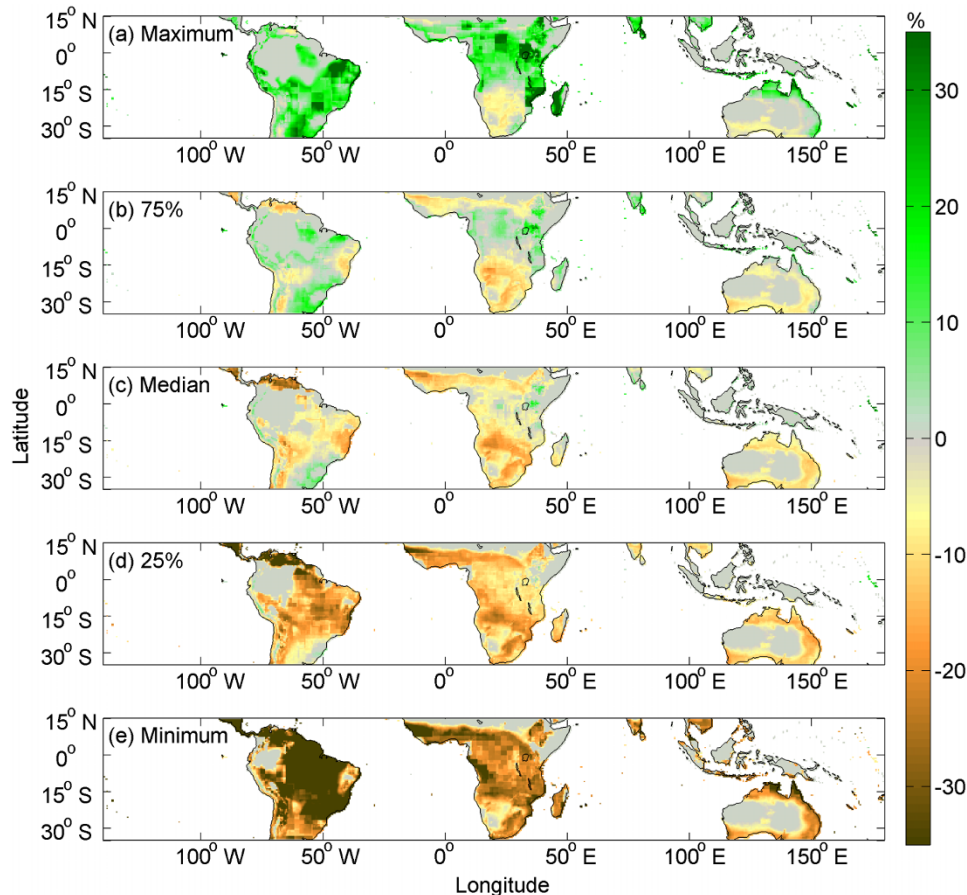 %
(a) Maximum
15° N
0°
15° S
30° S
100° W
50° W
0°
50° E
100° E
150° E
(b) 75%
15° N
0°
15° S
30° S
100° W
50° W
0°
50° E
100° E
150° E
(c) Median
15° N
0°
15° S
30° S
100° W
50° W
0°
50° E
100° E
150° E
(d) 25%
15° N
0°
15° S
30° S
100° W
50° W
0°
50° E
100° E
150° E
(e) Minimum
15° N
0°
15° S
30° S
100° W
50° W
0°
50° E
100° E
150° E
Latitude
Longitude
30
20
10
0
-10
-20
-30